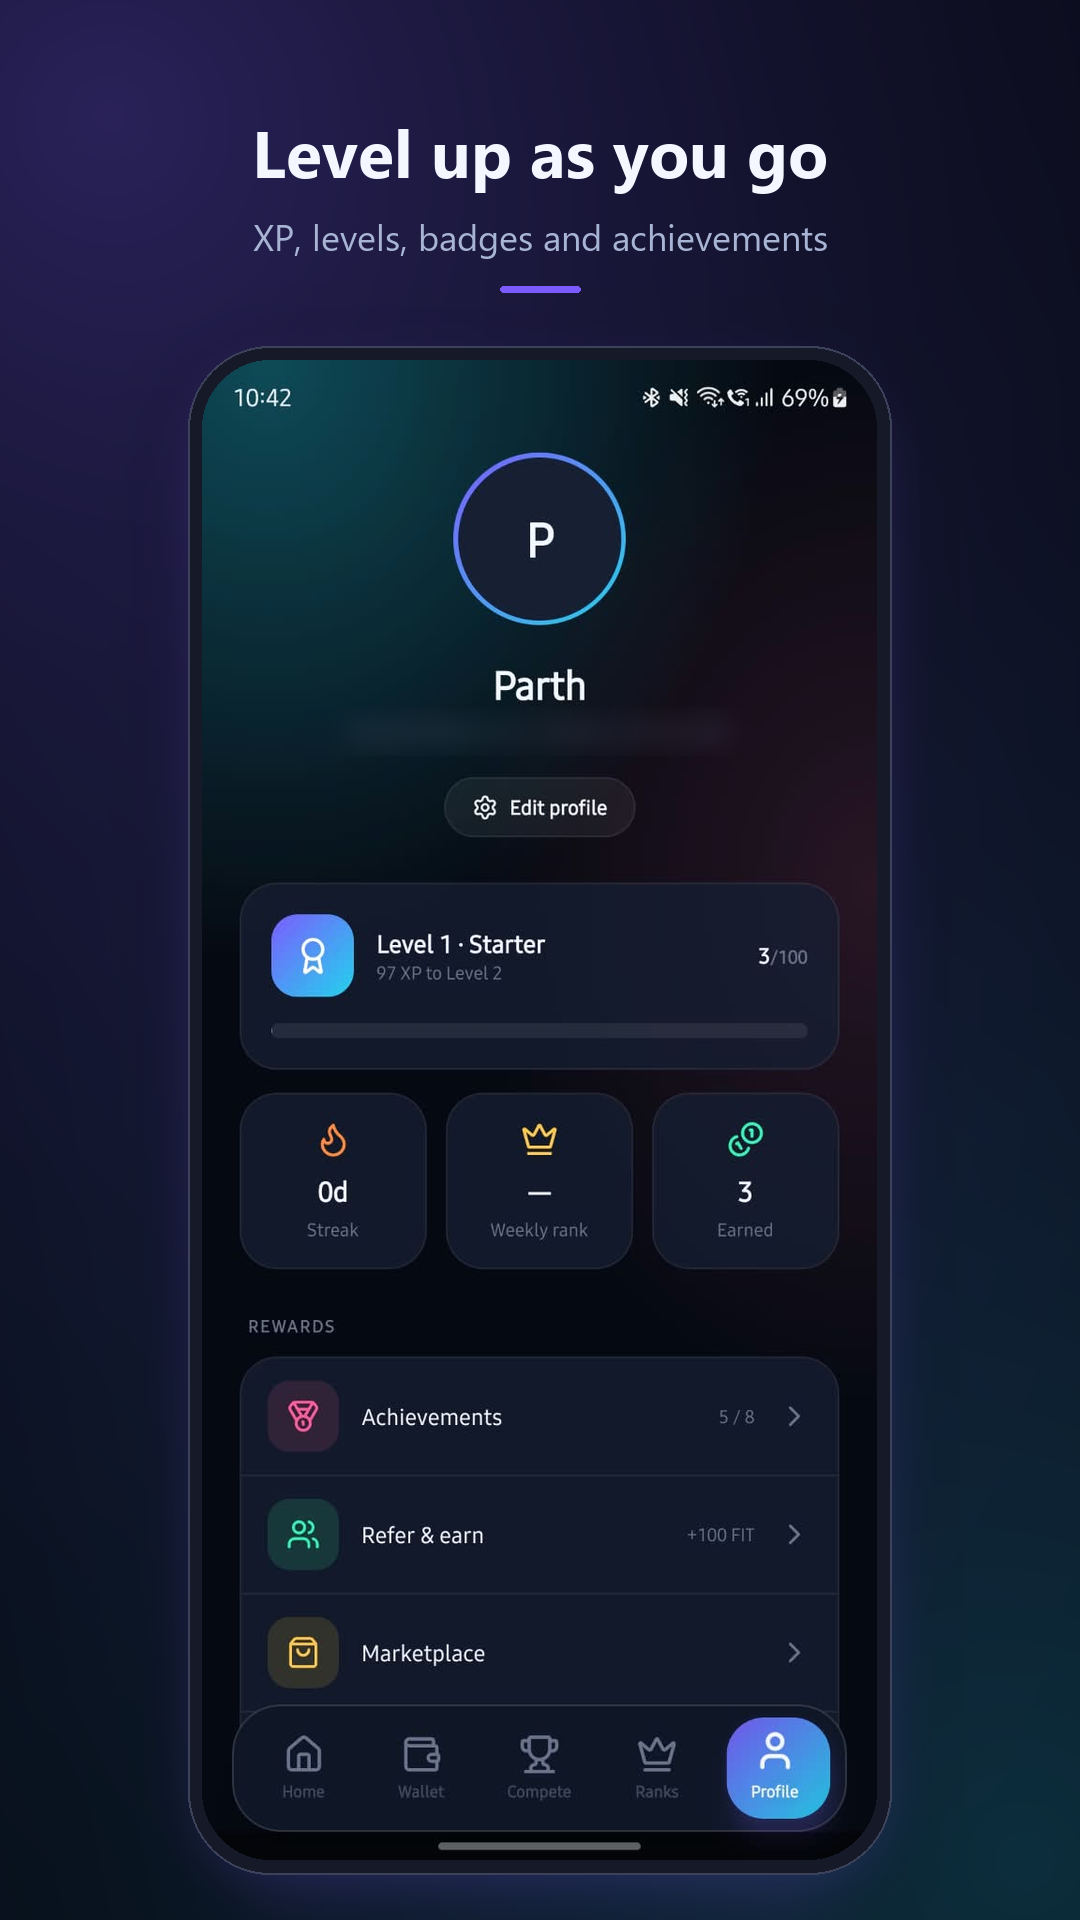 Level up as you go
XP, levels, badges and achievements
10:42
69%
P
Parth
Edit profile
Level 1 · Starter
97 XP to Level 2
3/100
0d
Streak
—
Weekly rank
3
Earned
REWARDS
Achievements
5 / 8
Refer & earn
+100 FIT
Marketplace
Home
Wallet
Compete
Ranks
Profile